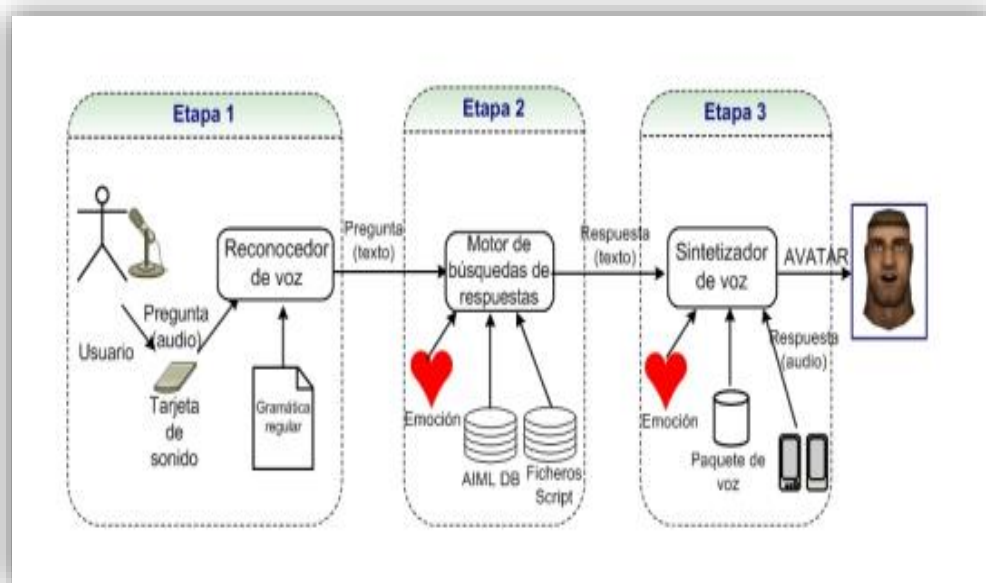 Etapa 1
Usuario
Pregunta
(audio)
Tarjeta
de
sonido
Reconocedor
de voz
Gramática
regular
Pregunta
(texto)
Etapa 2
Motor de
búsquedas de
respuestas
Emoción
AIML DB
Ficheros
Script
Respuesta
(texto)
Etapa 3
Sintetizador
de voz
Emoción
Paquete de
voz
Respuesta
(audio)
AVATAR